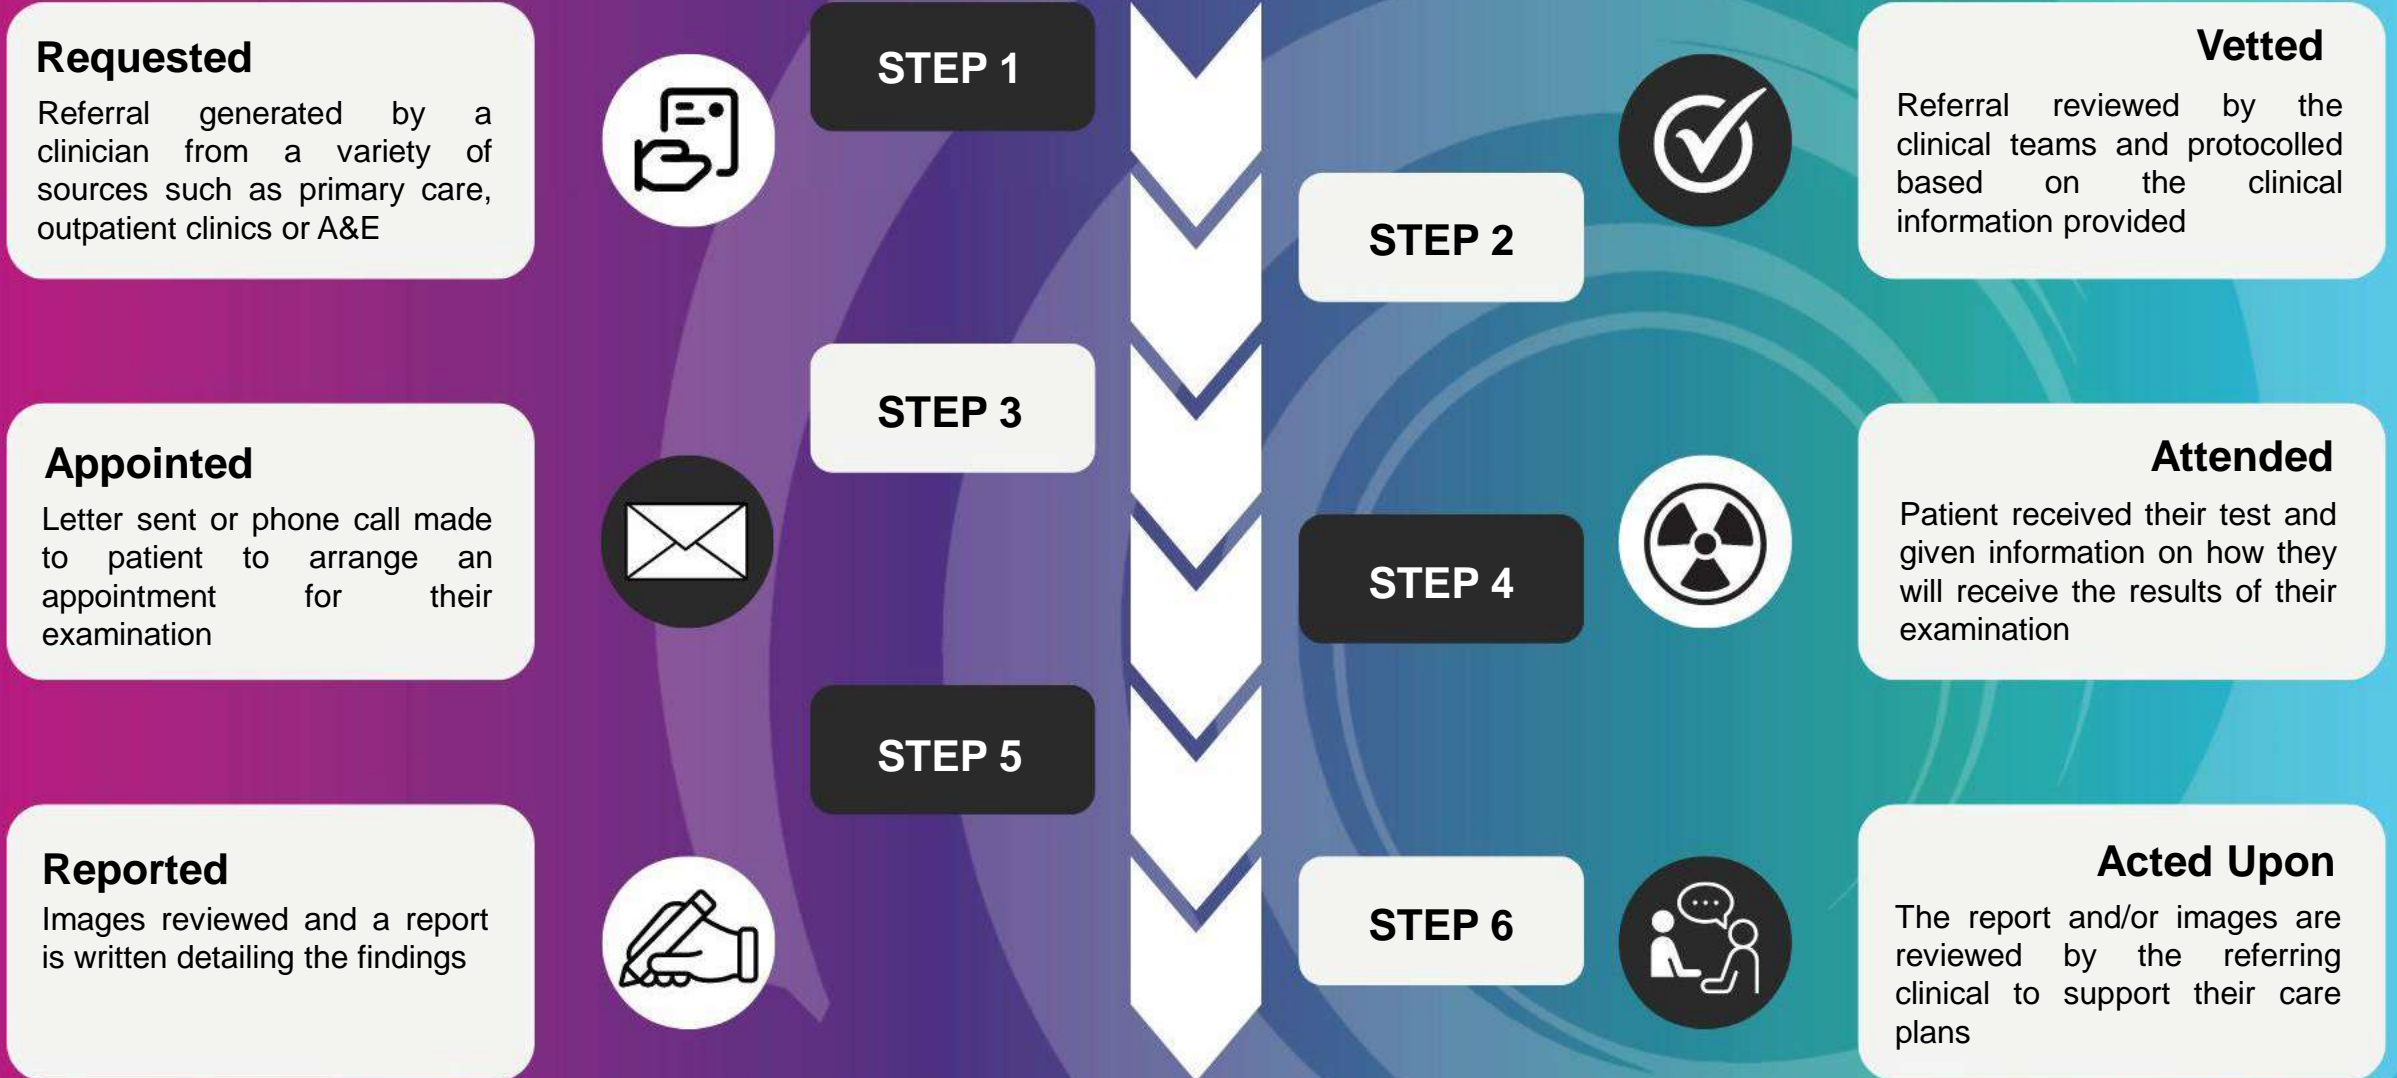 STEP 1
Requested
Referral generated by a
clinician from a variety of
sources such as primary care,
outpatient clinics or A&E
STEP 2
Vetted
Referral reviewed by the
clinical teams and protocolled
based on the clinical
information provided
STEP 3
Appointed
Letter sent or phone call made
to patient to arrange an
appointment for their
examination
STEP 4
Attended
Patient received their test and
given information on how they
will receive the results of their
examination
STEP 5
Reported
Images reviewed and a report
is written detailing the findings
STEP 6
Acted Upon
The report and/or images are
reviewed by the referring
clinical to support their care
plans